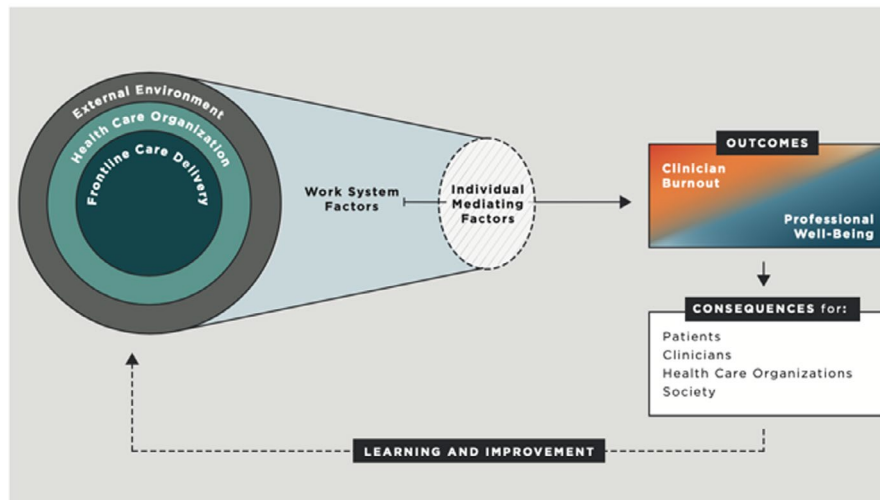 External Environment
Health Care Organization
Frontline Care Delivery
Work System
Factors
Individual
Mediating
Factors
OUTCOMES
Clinician
Burnout
Professional
Well-Being
CONSEQUENCES for:
Patients
Clinicians
Health Care Organizations
Society
LEARNING AND IMPROVEMENT